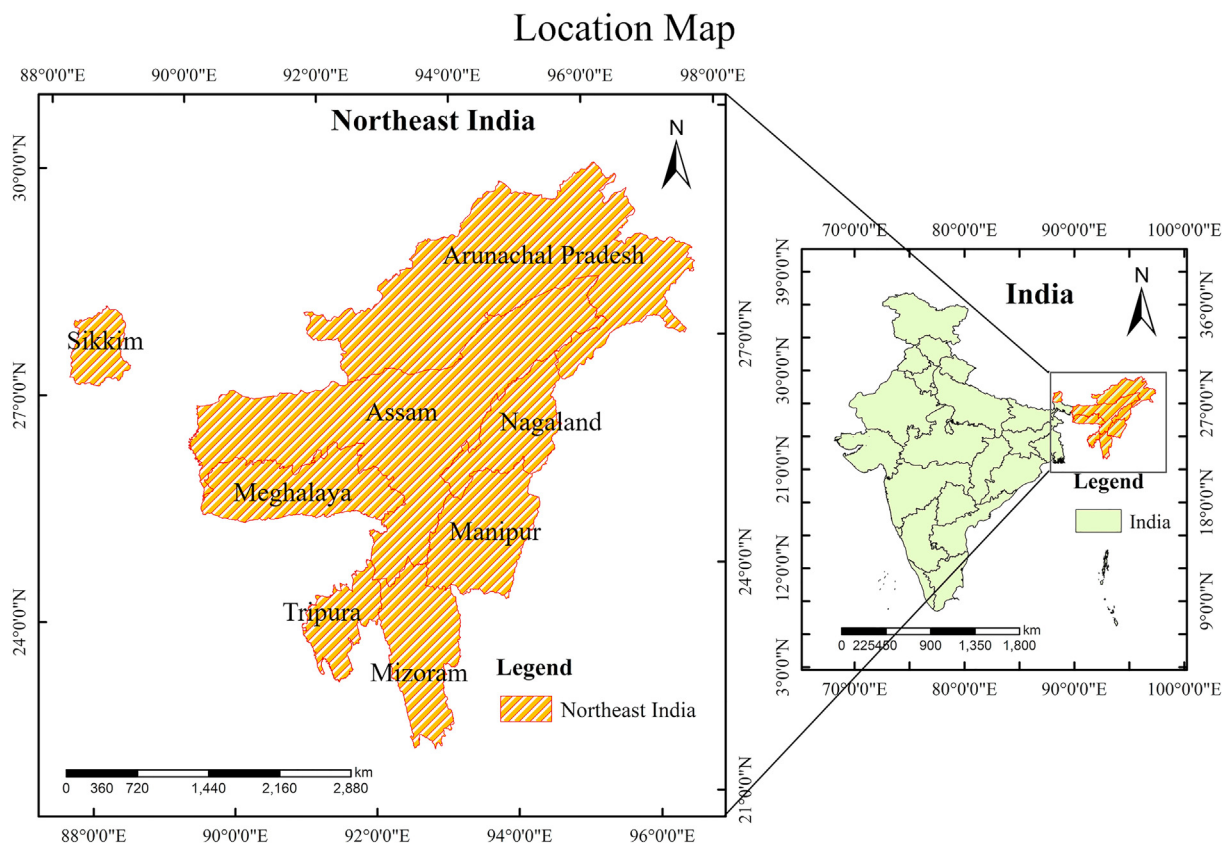 Location Map
88°0'0"E 90°0'0"E 92°0'0"E 94°0'0"E 96°0'0"E 98°0'0"E
Northeast India
N
30°0'0"N
27°0'0"N
24°0'0"N
27°0'0"N
24°0'0"N
21°0'0"N
Arunachal Pradesh
Sikkim
Assam
Nagaland
Meghalaya
Manipur
Tripura
Mizoram
Legend
Northeast India
km
0 360 720 1,440 2,160 2,880
88°0'0"E 90°0'0"E 92°0'0"E 94°0'0"E 96°0'0"E
70°0'0"E 80°0'0"E 90°0'0"E 100°0'0"E
India
N
39°0'0"N
30°0'0"N
21°0'0"N
12°0'0"N
3°0'0"N
36°0'0"N
27°0'0"N
18°0'0"N
9°0'0"N
Legend
India
km
0 225450 900 1,350 1,800
70°0'0"E 80°0'0"E 90°0'0"E 100°0'0"E